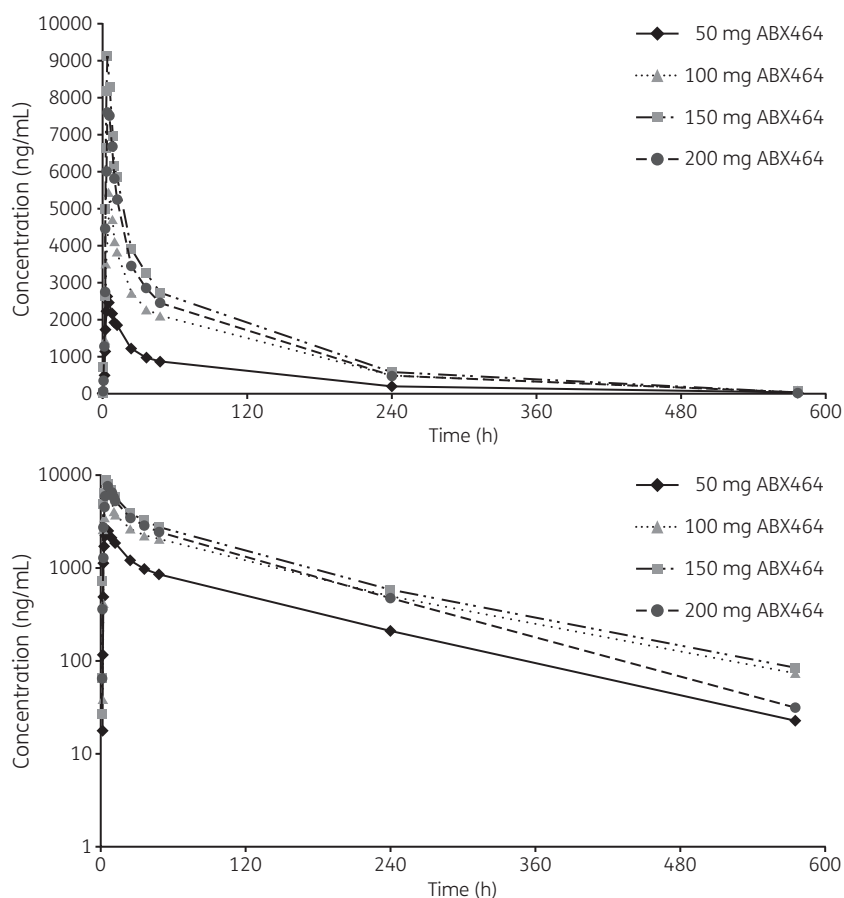 10000
9000
8000
7000
6000
5000
4000
3000
2000
1000
0
Concentration (ng/mL)
50 mg ABX464
100 mg ABX464
150 mg ABX464
200 mg ABX464
0 120 240 360 480 600
Time (h)
10000
1000
100
10
1
Concentration (ng/mL)
50 mg ABX464
100 mg ABX464
150 mg ABX464
200 mg ABX464
0 120 240 360 480 600
Time (h)